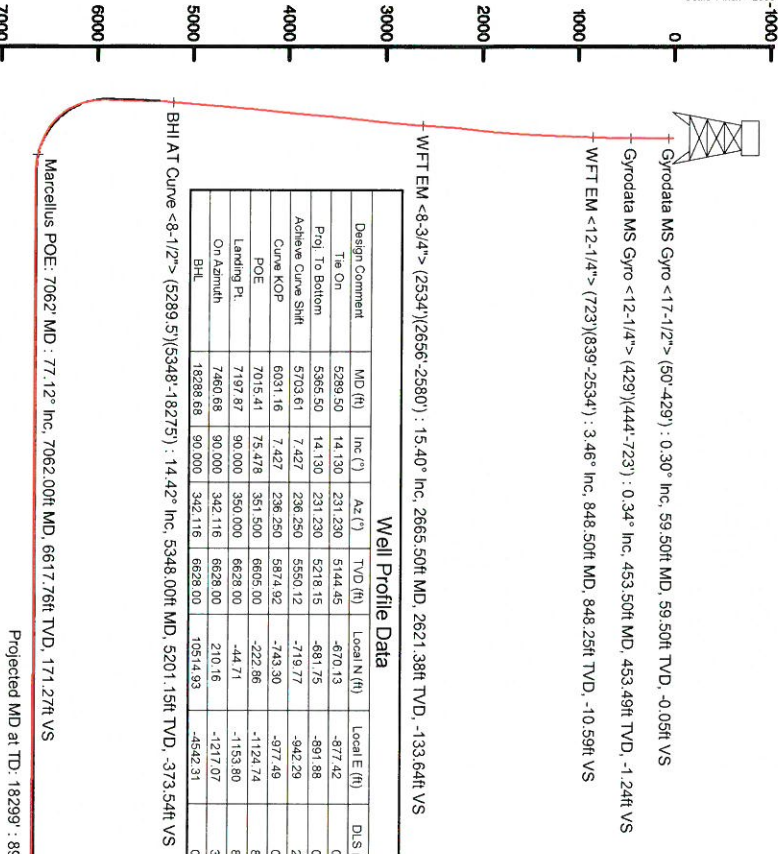 -1000
0
1000
2000
3000
4000
5000
6000
7000
Gyrodata MS Gyro <17-1/2"> (50'-429') : 0.30° Inc, 59.50ft MD, 59.50ft TVD, -0.05ft VS
Gyrodata MS Gyro <12-1/4"> (429')(444'-723') : 0.34° Inc, 453.50ft MD, 453.49ft TVD, -1.24ft VS
WFT EM <12-1/4"> (723')(839'-2534') : 3.46° Inc, 848.50ft MD, 848.25ft TVD, -10.59ft VS
WFT EM <8-3/4"> (2534')(2656'-2580') : 15.40° Inc, 2665.50ft MD, 2621.38ft TVD, -133.64ft VS
Well Profile Data
Design Comment MD (ft) Inc (°) Az (°) TVD (ft) Local N (ft) Local E (ft) DLS
Tie On 5289.50 14.130 231.230 5144.45 -670.13 -877.42 0
Proj. To Bottom 5365.50 14.130 231.230 5218.15 -681.75 -891.88 0
Achieve Curve Shift 5703.61 7.427 236.250 5550.12 -719.77 -942.29 2
Curve KOP 6031.16 7.427 236.250 5874.92 -743.30 -977.49 0
POE 7015.41 75.478 351.500 6605.00 -222.86 -1124.74 8
Landing Pt. 7197.87 90.000 350.000 6628.00 -44.71 -1153.80 8
On Azimuth 7460.68 90.000 342.116 6628.00 210.16 -1217.07 3
BHL 18288.68 90.000 342.116 6628.00 10514.93 -4542.31 0
BHI AT Curve <8-1/2"> (5289.5')(5348'-18275') : 14.42° Inc, 5348.00ft MD, 5201.15ft TVD, -373.54ft VS
Marcellus POE: 7062' MD : 77.12° Inc, 7062.00ft MD, 6617.76ft TVD, 171.27ft VS
Projected MD at TD: 18299' : 89